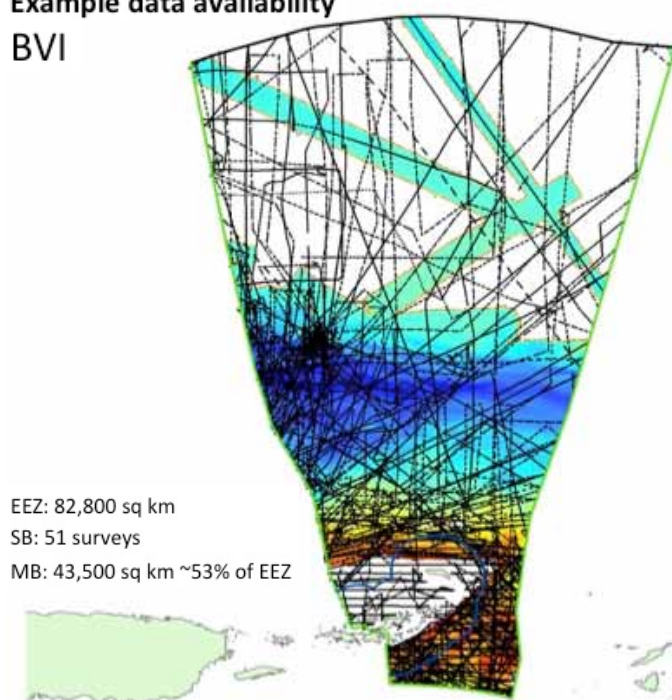 Example data availability
BVI
EEZ: 82,800 sq km
SB: 51 surveys
MB: 43,500 sq km ~53% of EEZ